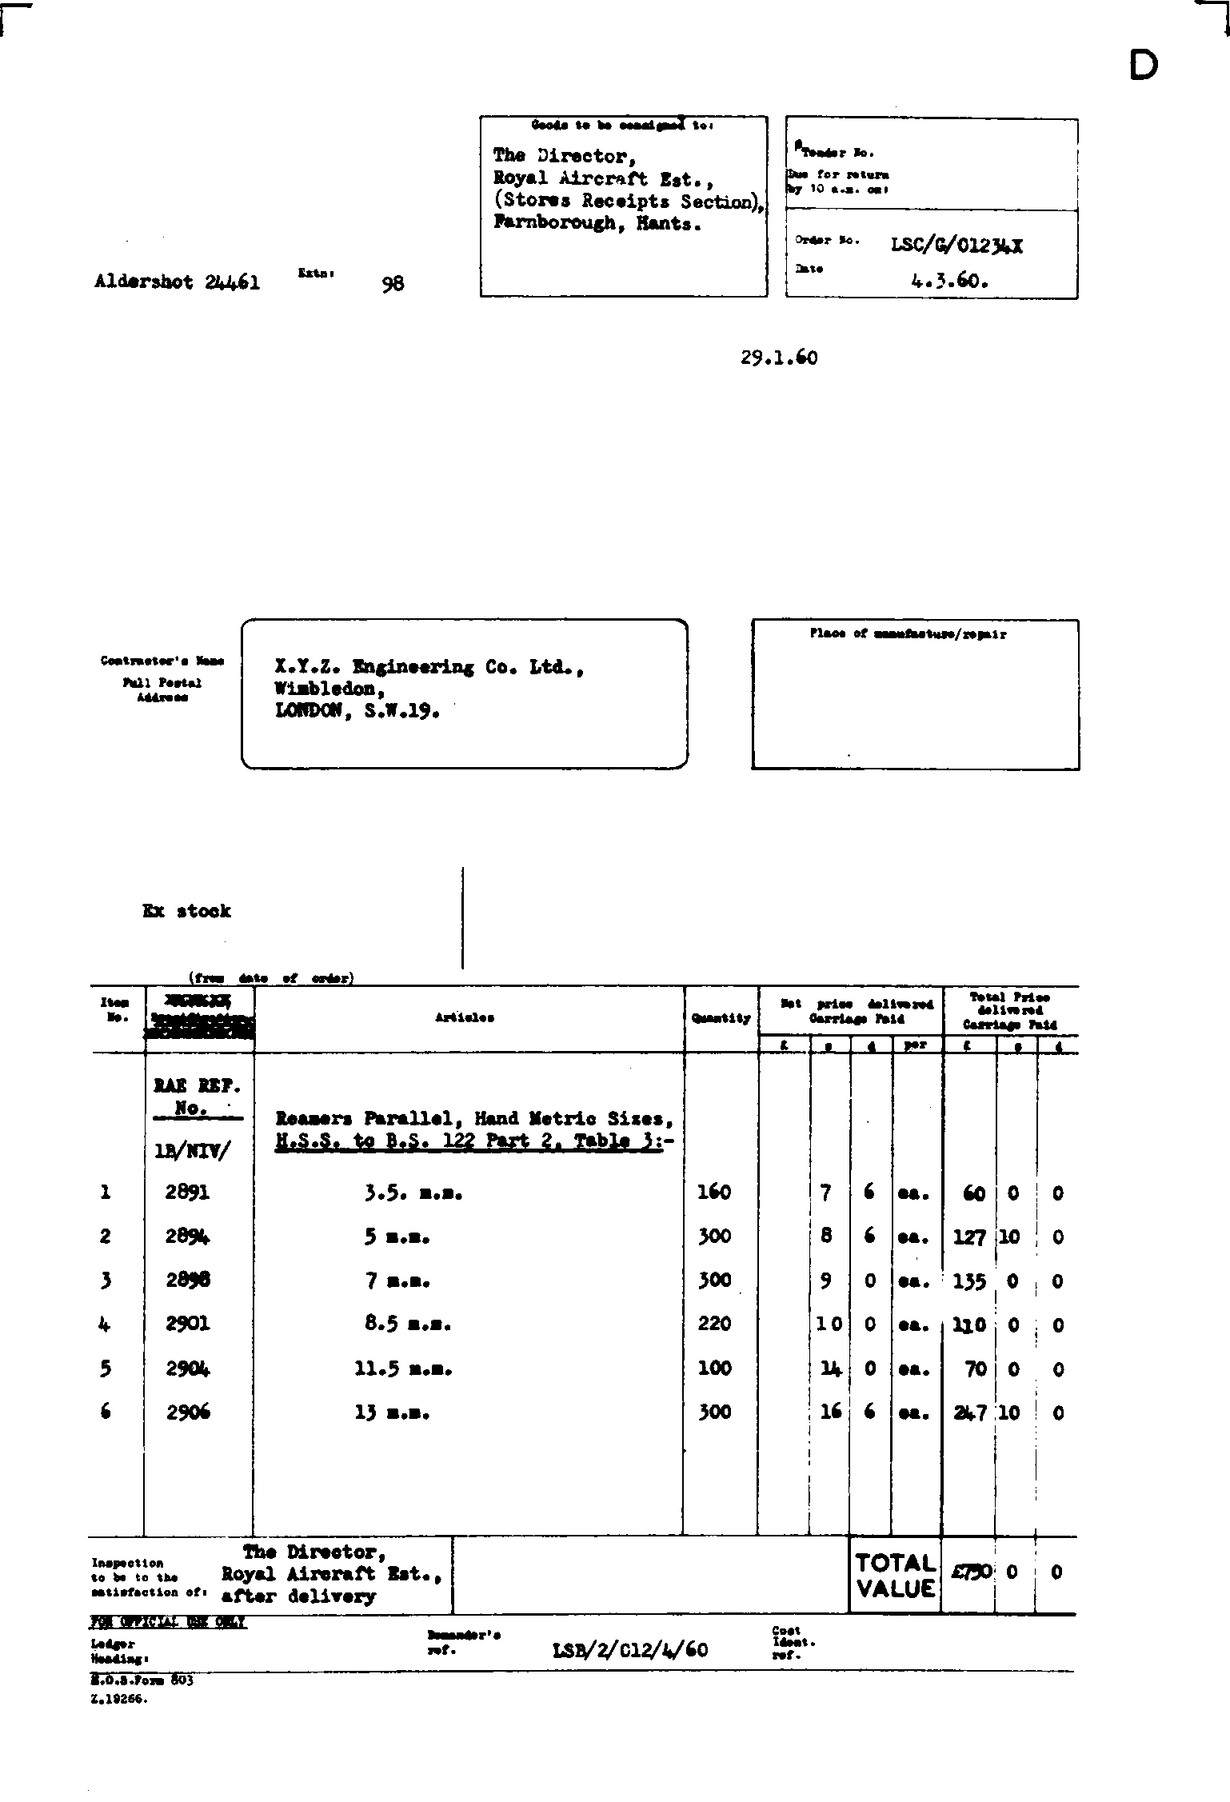 D
Goods to be consigned to:
The Director,
Royal Aircraft Est.,
(Stores Receipts Section),
Farnborough, Hants.
Tender No.
Due for return
by 10 a.m. on:
Order No. LSC/G/01234X
Date 4.3.60.
Aldershot 24461 Extn: 98
29.1.60
Contractor's Name
Full Postal
Address
X.Y.Z. Engineering Co. Ltd.,
Wimbledon,
LONDON, S.W.19.
Place of manufacture/repair
Ex stock
(from date of order)
Item No. Articles Quantity Net price delivered Carriage Paid Total Price delivered Carriage Paid
£ s d per £ s d
RAE REF.
No.
1B/NIV/
Reamers Parallel, Hand Metric Sizes,
H.S.S. to B.S. 122 Part 2, Table 3:-
1 2891 3.5. m.m. 160 7 6 ea. 60 0 0
2 2894 5 m.m. 300 8 6 ea. 127 10 0
3 2898 7 m.m. 300 9 0 ea. 135 0 0
4 2901 8.5 m.m. 220 10 0 ea. 110 0 0
5 2904 11.5 m.m. 100 14 0 ea. 70 0 0
6 2906 13 m.m. 300 16 6 ea. 247 10 0
Inspection
to be to the
satisfaction of:
The Director,
Royal Aircraft Est.,
after delivery
TOTAL
VALUE
£750 0 0
FOR OFFICIAL USE ONLY
Ledger
Heading:
Demander's
ref.
LSB/2/C12/4/60
Cost
Ident.
ref.
M.O.S.Form 803
Z.19266.